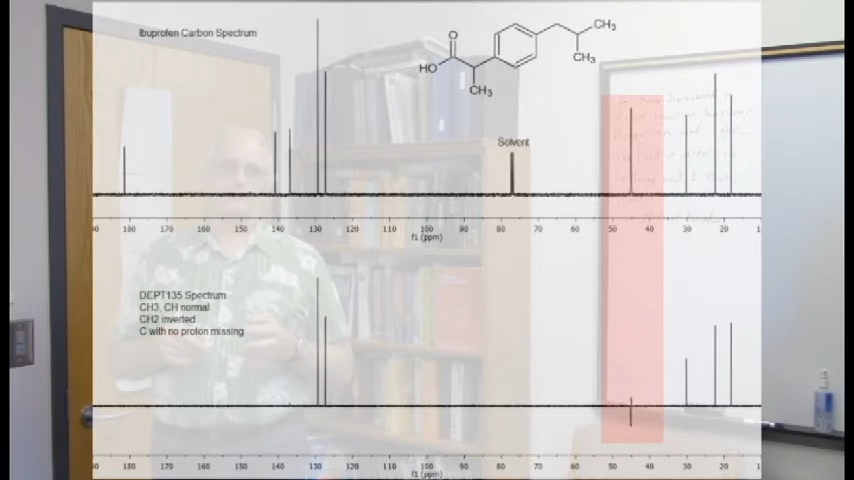 Ibuprofen Carbon Spectrum
O
HO
CH3
CH3
CH3
Solvent
90 180 170 160 150 140 130 120 110 100 90 80 70 60 50 40 30 20 1
f1 (ppm)
DEPT135 Spectrum
CH3, CH normal
CH2 inverted
C with no proton missing
90 180 170 160 150 140 130 120 110 100 90 80 70 60 50 40 30 20 1
f1 (ppm)